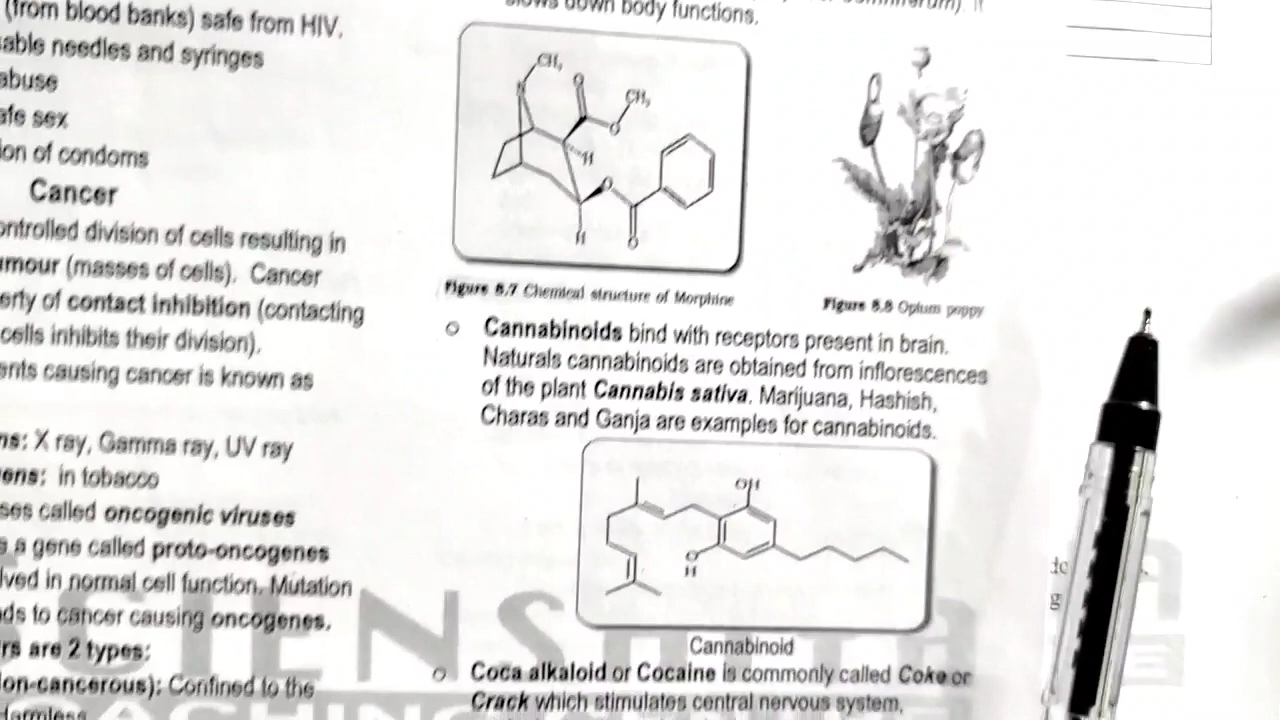 (from blood banks) safe from HIV.
able needles and syringes
abuse
afe sex
ion of condoms
Cancer
ontrolled division of cells resulting in
mour (masses of cells). Cancer
erty of contact inhibition (contacting
cells inhibits their division).
ents causing cancer is known as
ns: X ray, Gamma ray, UV ray
ens: in tobacco
ses called oncogenic viruses
s a gene called proto-oncogenes
lved in normal cell function. Mutation
ds to cancer causing oncogenes.
rs are 2 types:
on-cancerous): Confined to the
down body functions.
CH₃
N
O
CH₃
O
H
O
H
O
Figure 8.7 Chemical structure of Morphine
Figure 8.8 Opium poppy
Cannabinoids bind with receptors present in brain.
Naturals cannabinoids are obtained from inflorescences
of the plant Cannabis sativa. Marijuana, Hashish,
Charas and Ganja are examples for cannabinoids.
OH
O
H
Cannabinoid
Coca alkaloid or Cocaine is commonly called Coke or
Crack which stimulates central nervous system,